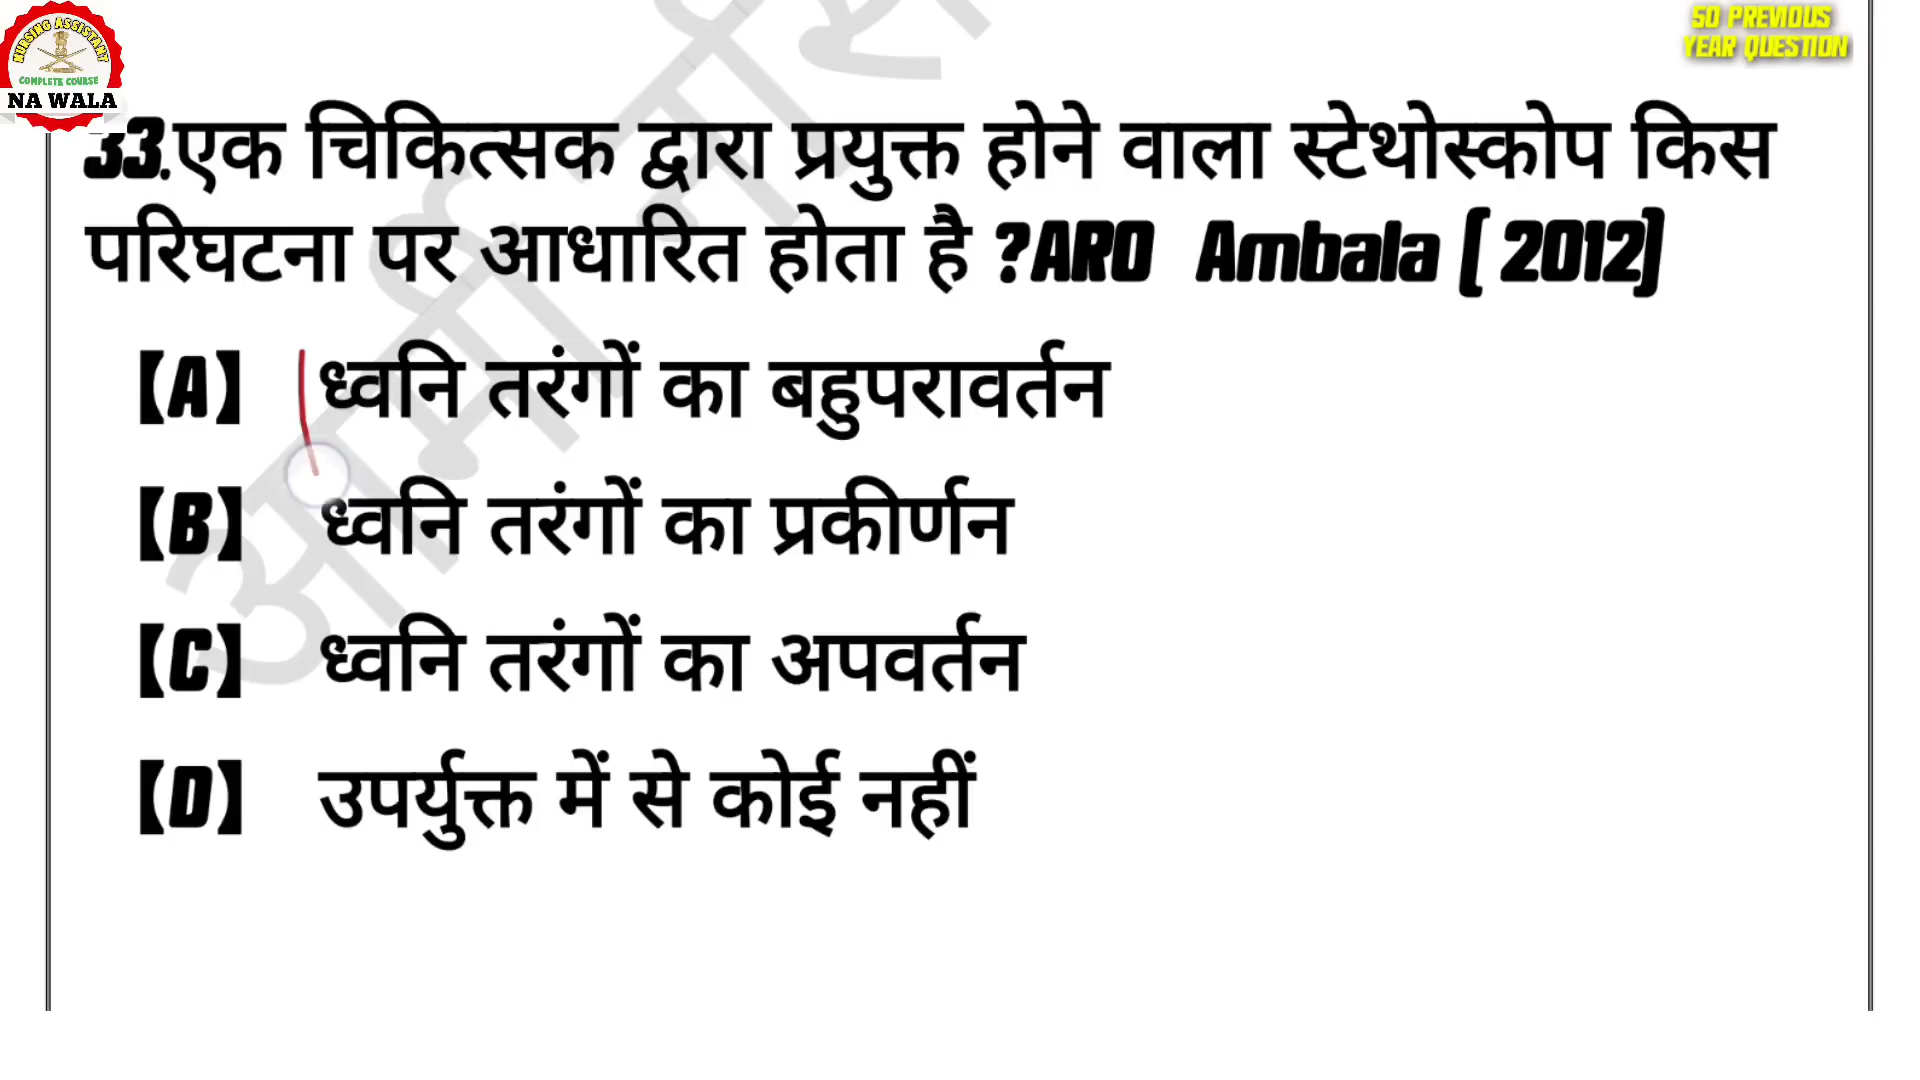 NURSING ASSISTANT
COMPLETE COURSE
NA WALA
50 PREVIOUS
YEAR QUESTION
33.एक चिकित्सक द्वारा प्रयुक्त होने वाला स्टेथोस्कोप किस
परिघटना पर आधारित होता है ?ARO Ambala ( 2012)
【A】 ध्वनि तरंगों का बहुपरावर्तन
【B】 ध्वनि तरंगों का प्रकीर्णन
【C】 ध्वनि तरंगों का अपवर्तन
【D】 उपर्युक्त में से कोई नहीं